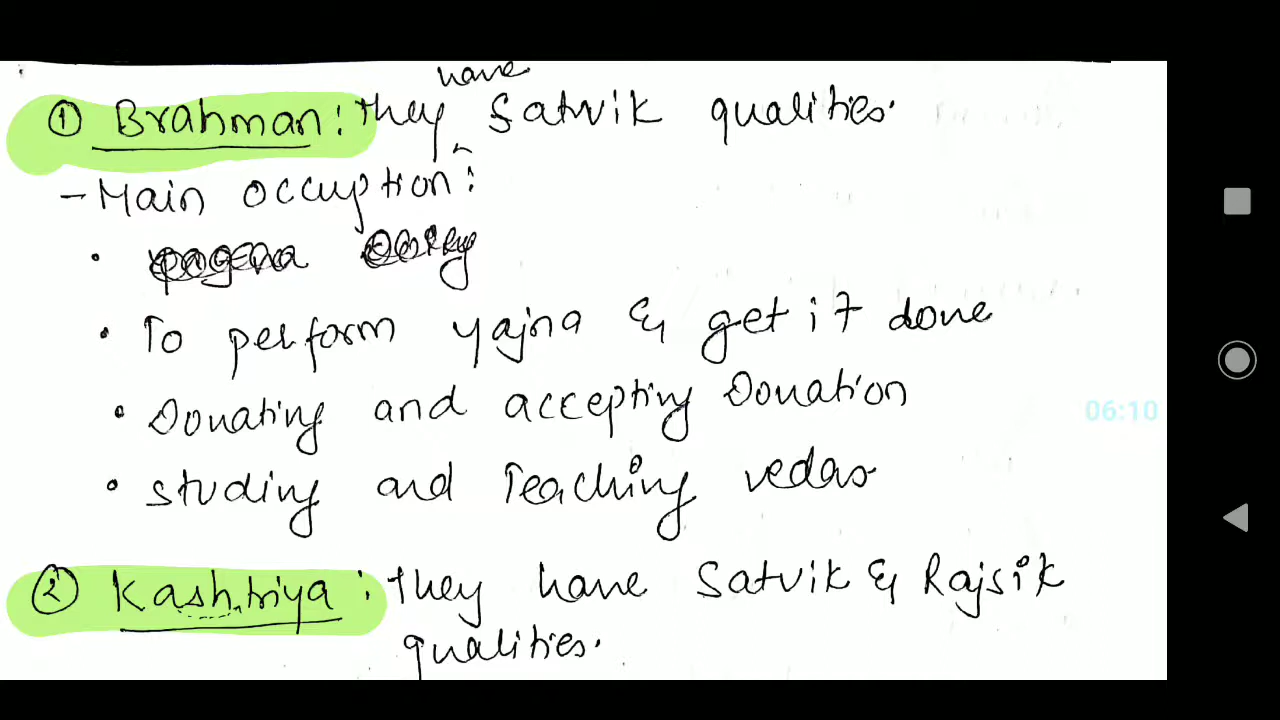 have
① Brahman: They ^ Satvik qualities.
- Main occuption:
• To perform yajna & get it done
• Donating and accepting Donation
06:10
• studing and Teaching vedas
② Kashtriya: They have Satvik & Rajsik
qualities.